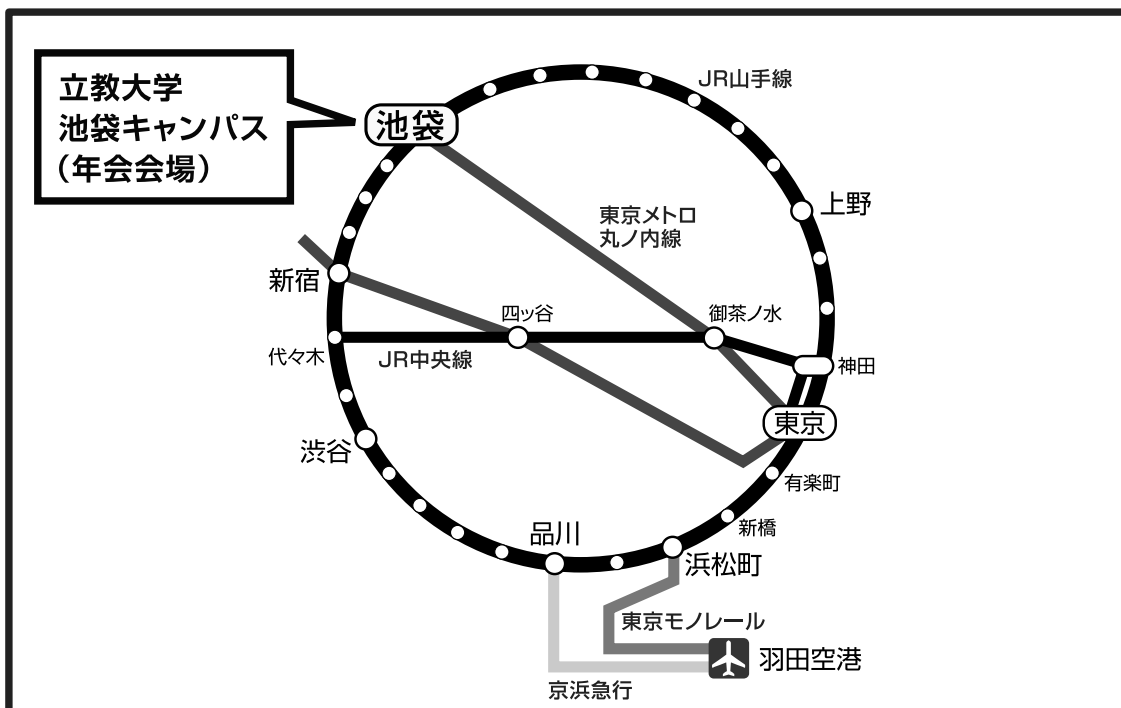 立教大学
池袋キャンパス
（年会会場）
池袋
JR山手線
上野
東京メトロ
丸ノ内線
新宿
四ッ谷
御茶ノ水
代々木
JR中央線
神田
東京
渋谷
有楽町
新橋
品川
浜松町
東京モノレール
羽田空港
京浜急行